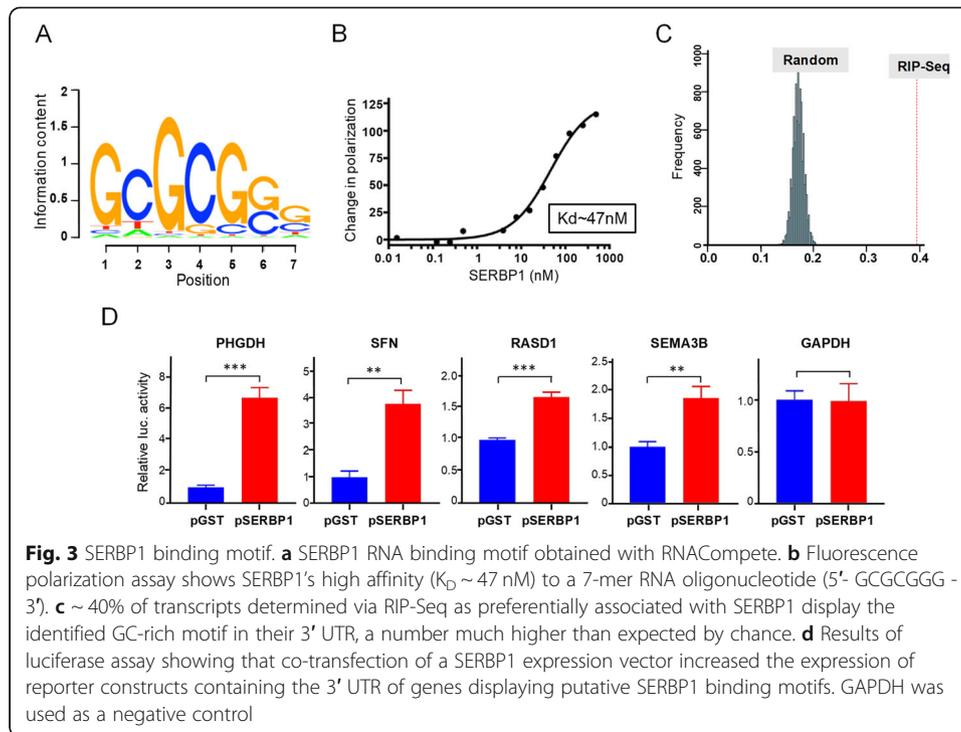 A
B
C
Information content
2
1.5
1
0.5
0
GCGCGGG
1 2 3 4 5 6 7
Position
Change in polarization
125
100
75
50
25
0
Kd~47nM
0.01 0.1 1 10 100 1000
SERBP1 (nM)
Frequency
1000
800
600
400
200
0
Random
RIP-Seq
0.0 0.1 0.2 0.3 0.4
D
Relative luc. activity
PHGDH
***
8
6
4
2
0
pGST pSERBP1
SFN
**
5
4
3
2
1
0
pGST pSERBP1
RASD1
***
2.0
1.5
1.0
0.5
0
pGST pSERBP1
SEMA3B
**
2.5
2.0
1.5
1.0
0.5
0
pGST pSERBP1
GAPDH
1.0
0.5
0
pGST pSERBP1
Fig. 3 SERBP1 binding motif. a SERBP1 RNA binding motif obtained with RNACompete. b Fluorescence
polarization assay shows SERBP1's high affinity (KD ~ 47 nM) to a 7-mer RNA oligonucleotide (5′- GCGCGGG -
3′). c ~ 40% of transcripts determined via RIP-Seq as preferentially associated with SERBP1 display the
identified GC-rich motif in their 3′ UTR, a number much higher than expected by chance. d Results of
luciferase assay showing that co-transfection of a SERBP1 expression vector increased the expression of
reporter constructs containing the 3′ UTR of genes displaying putative SERBP1 binding motifs. GAPDH was
used as a negative control